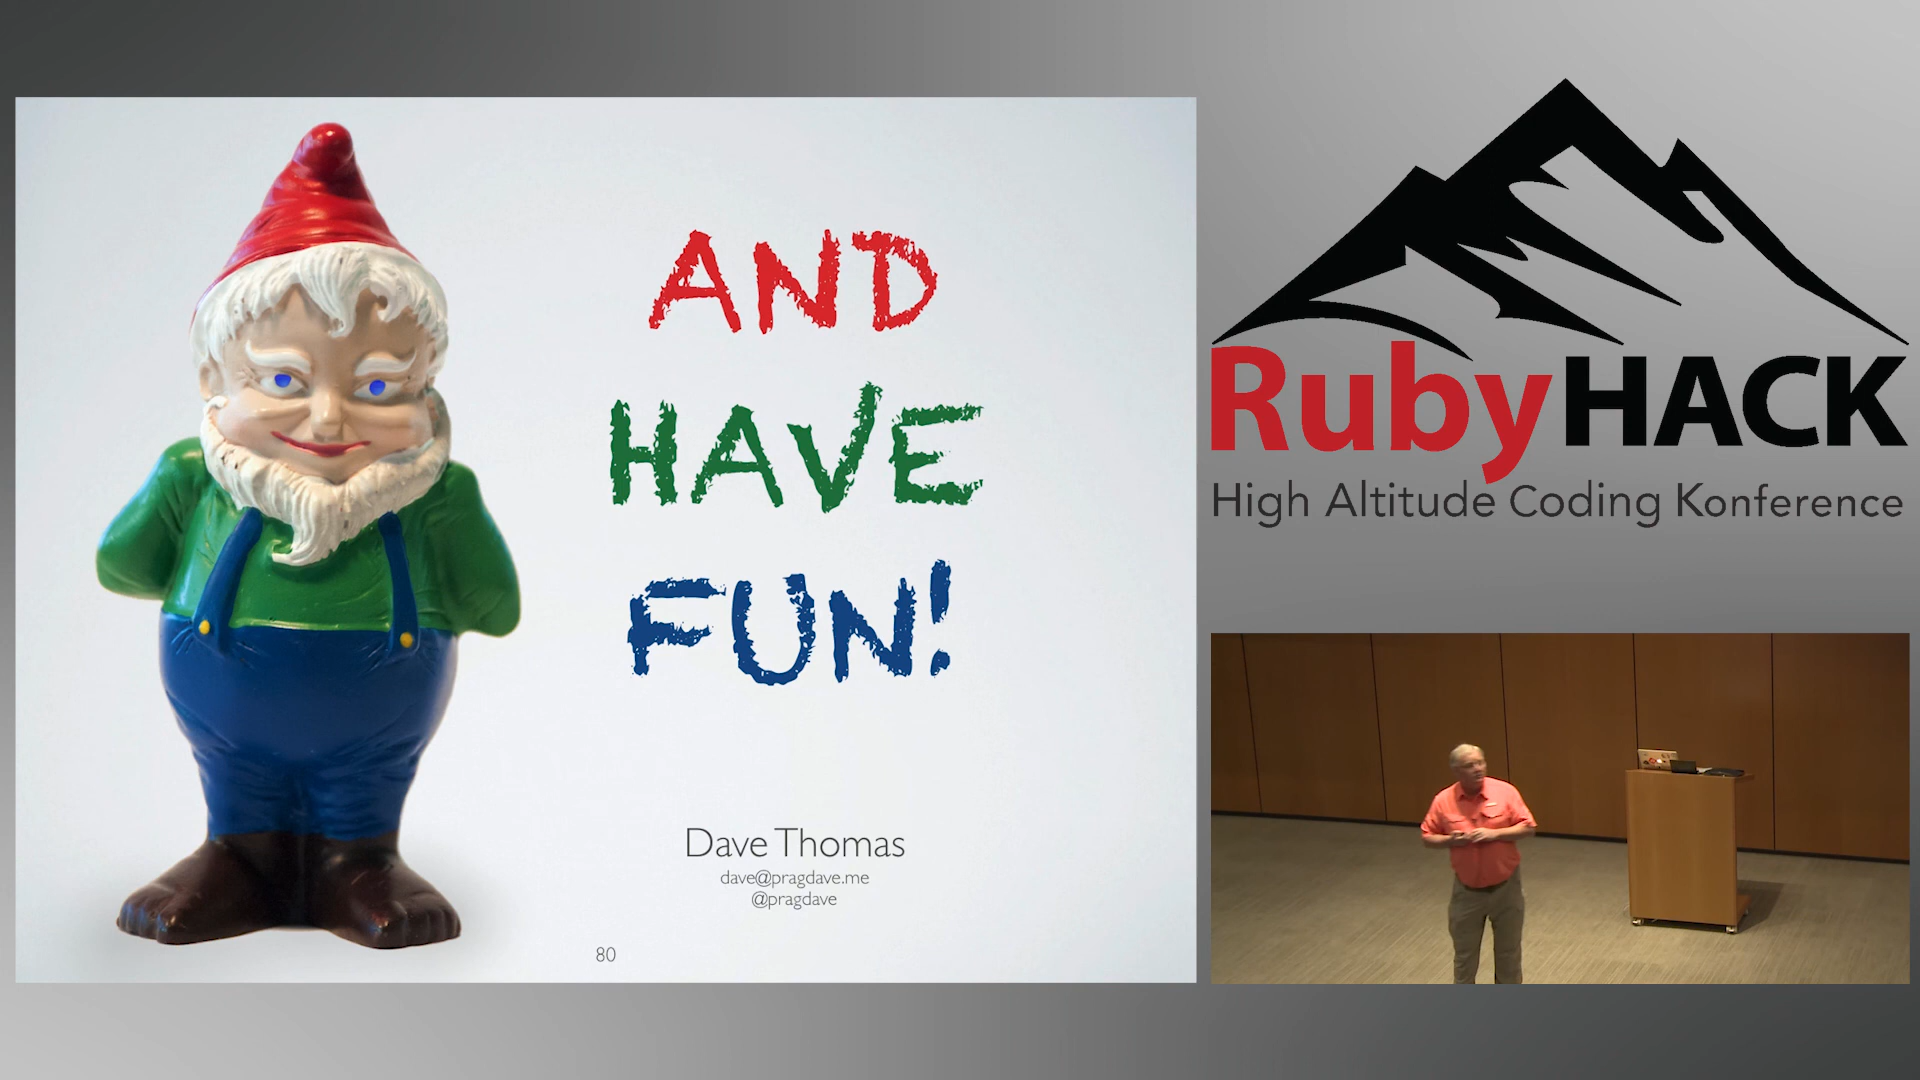 AND
HAVE
FUN!
Dave Thomas
dave@pragdave.me
@pragdave
80
RubyHACK
High Altitude Coding Konference